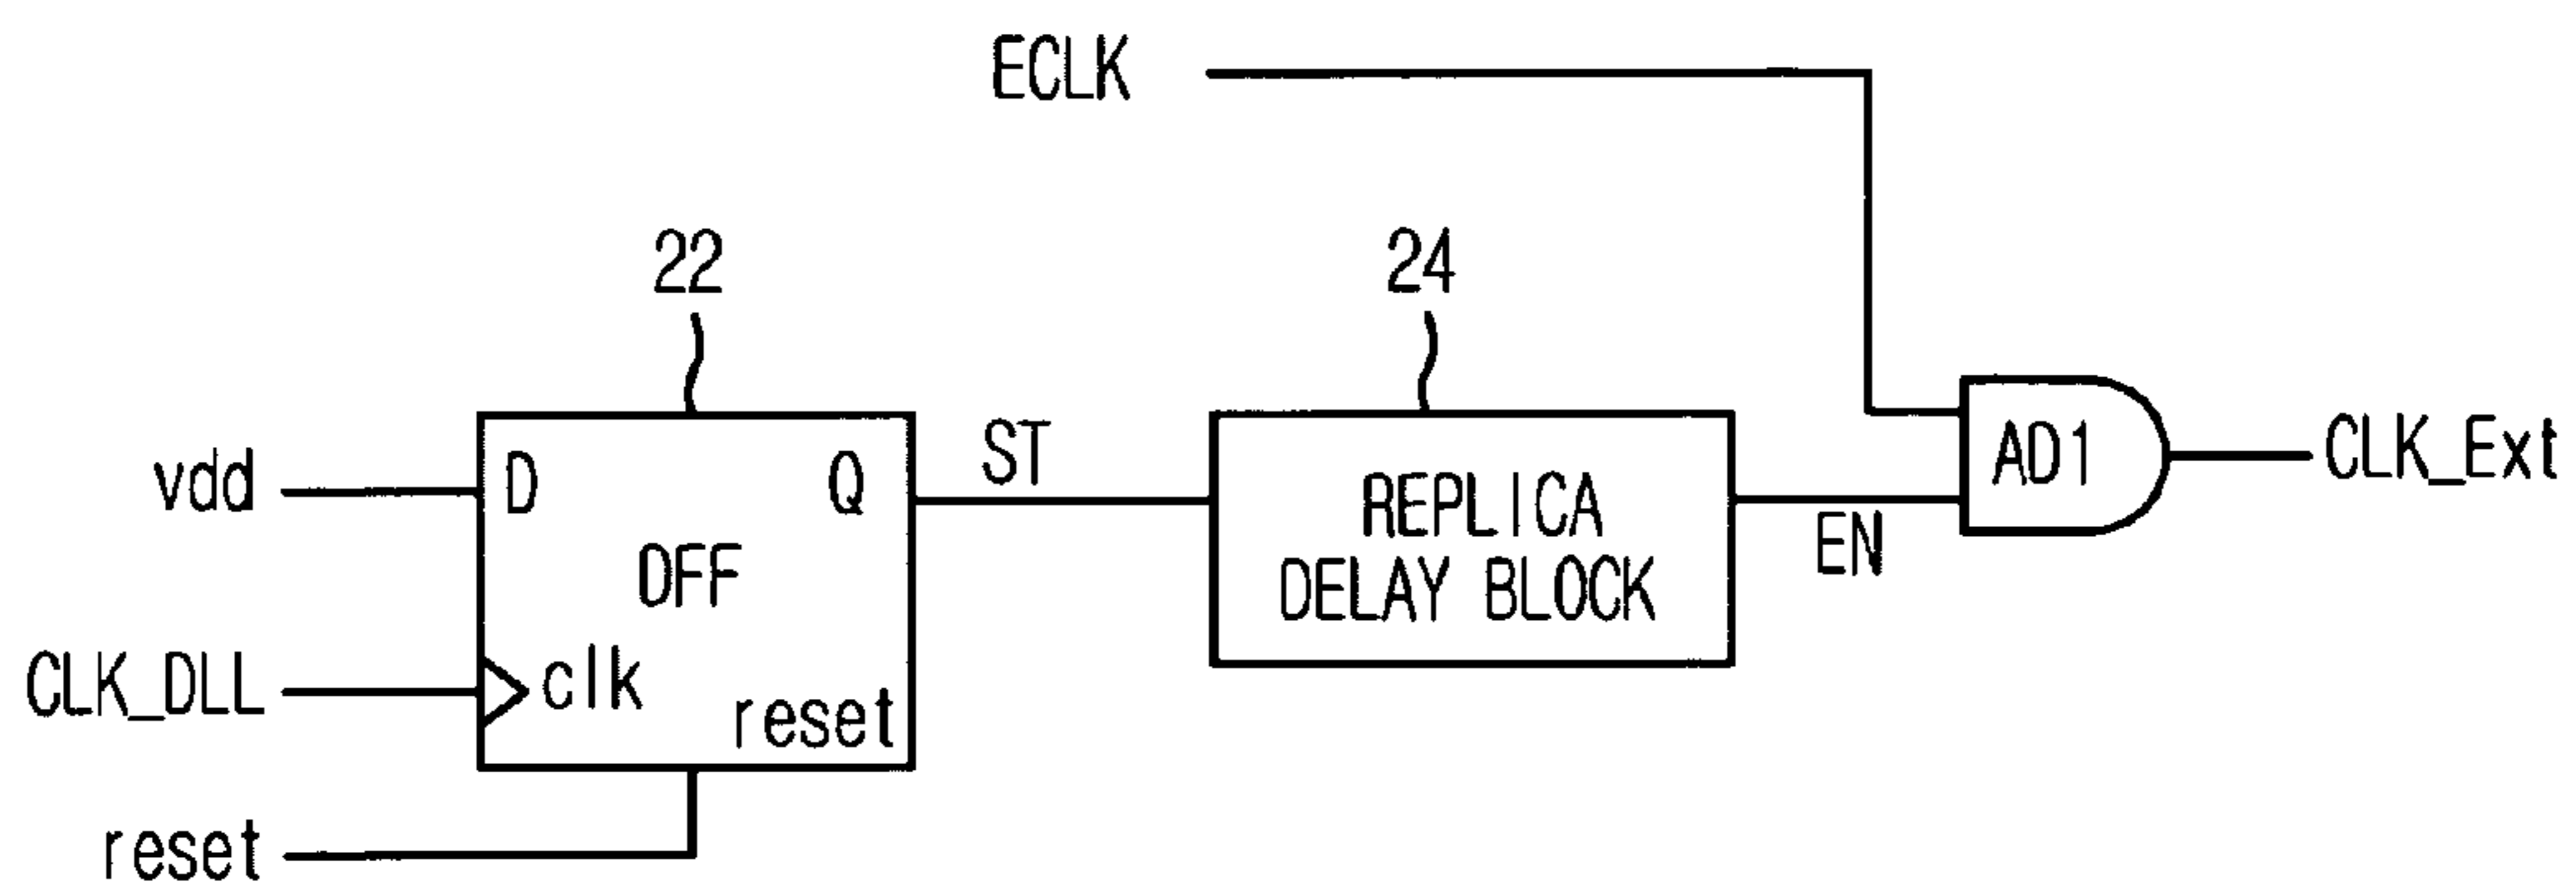 ECLK
22
24
vdd
D
Q
ST
AD1
CLK_Ext
REPLICA
DELAY BLOCK
EN
DFF
CLK_DLL
clk
reset
reset